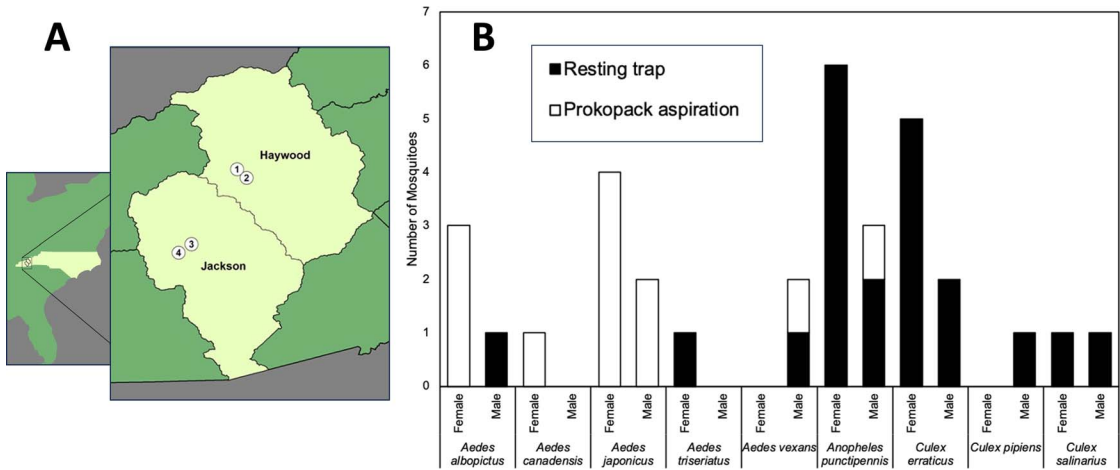 A
Haywood
1
2
3
4
Jackson
B
Resting trap
Prokopack aspiration
Number of Mosquitoes
7
6
5
4
3
2
1
0
Female
Male
Female
Male
Female
Male
Female
Male
Female
Male
Female
Male
Female
Male
Female
Male
Female
Male
Aedes
albopictus
Aedes
canadensis
Aedes
japonicus
Aedes
triseriatus
Aedes vexans
Anopheles
punctipennis
Culex
erraticus
Culex pipiens
Culex
salinarius